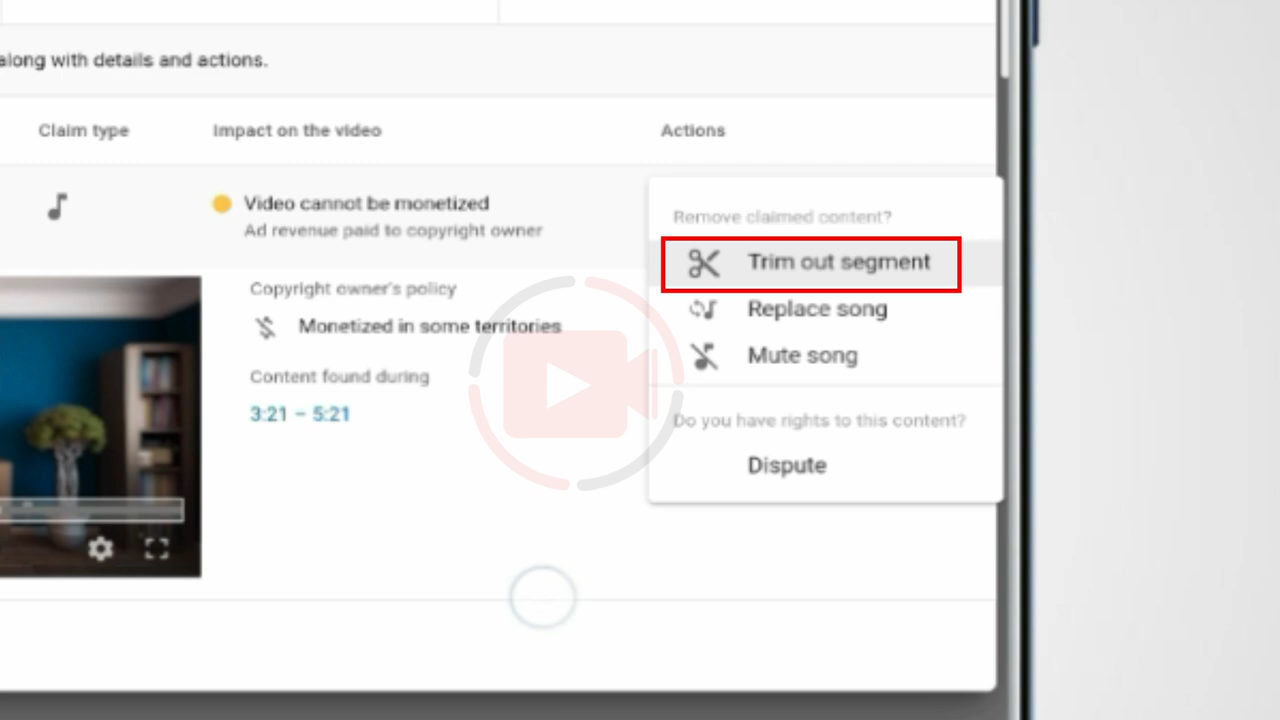 along with details and actions.
Claim type
Impact on the video
Actions
Video cannot be monetized
Ad revenue paid to copyright owner
Remove claimed content?
Trim out segment
Replace song
Mute song
Do you have rights to this content?
Dispute
Copyright owner's policy
Monetized in some territories
Content found during
3:21 – 5:21